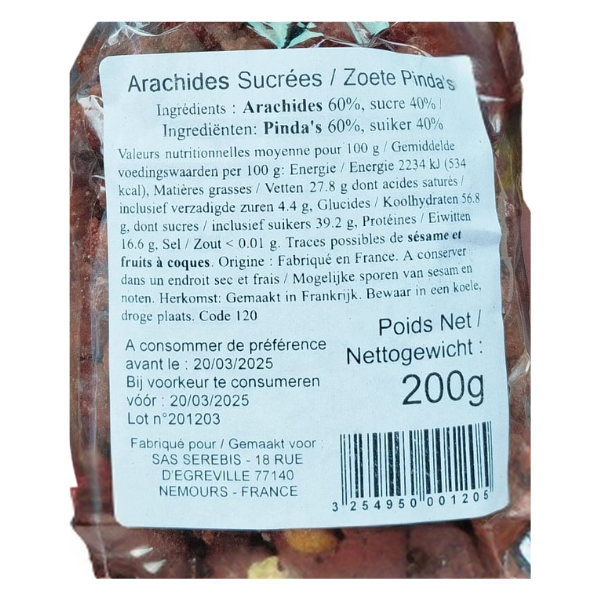 Arachides Sucrées / Zoete Pinda's
Ingrédients : Arachides 60%, sucre 40% /
Ingrediënten: Pinda's 60%, suiker 40%
Valeurs nutritionnelles moyenne pour 100 g / Gemiddelde
voedingswaarden per 100 g: Energie / Energie 2234 kJ (534
kcal), Matières grasses / Vetten 27.8 g dont acides saturés /
inclusief verzadigde zuren 4.4 g, Glucides / Koolhydraten 56.8
g, dont sucres / inclusief suikers 39.2 g, Protéines / Eiwitten
16.6 g, Sel / Zout < 0.01 g. Traces possibles de sésame et
fruits à coques. Origine : Fabriqué en France. A conserver
dans un endroit sec et frais / Mogelijke sporen van sesam en
noten. Herkomst: Gemaakt in Frankrijk. Bewaar in een koele,
droge plaats. Code 120
A consommer de préférence
avant le : 20/03/2025
Bij voorkeur te consumeren
vóór : 20/03/2025
Lot n°201203
Poids Net /
Nettogewicht :
200g
Fabriqué pour / Gemaakt voor :
SAS SEREBIS - 18 RUE
D'EGREVILLE 77140
NEMOURS - FRANCE
3 254950 001205